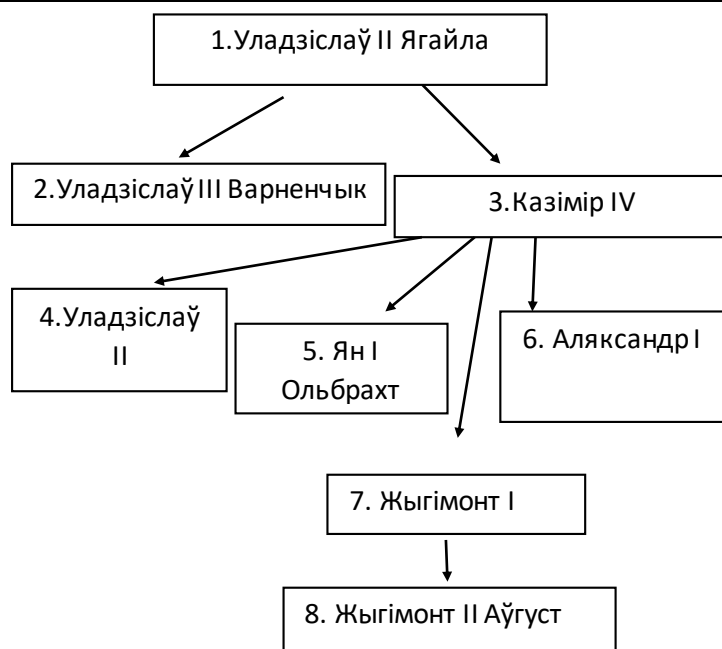 1.Уладзіслаў II Ягайла
2.Уладзіслаў III Варненчык
3.Казімір IV
4.Уладзіслаў
II
5. Ян I
Ольбрахт
6. Аляксандр I
7. Жыгімонт I
8. Жыгімонт II Аўгуст